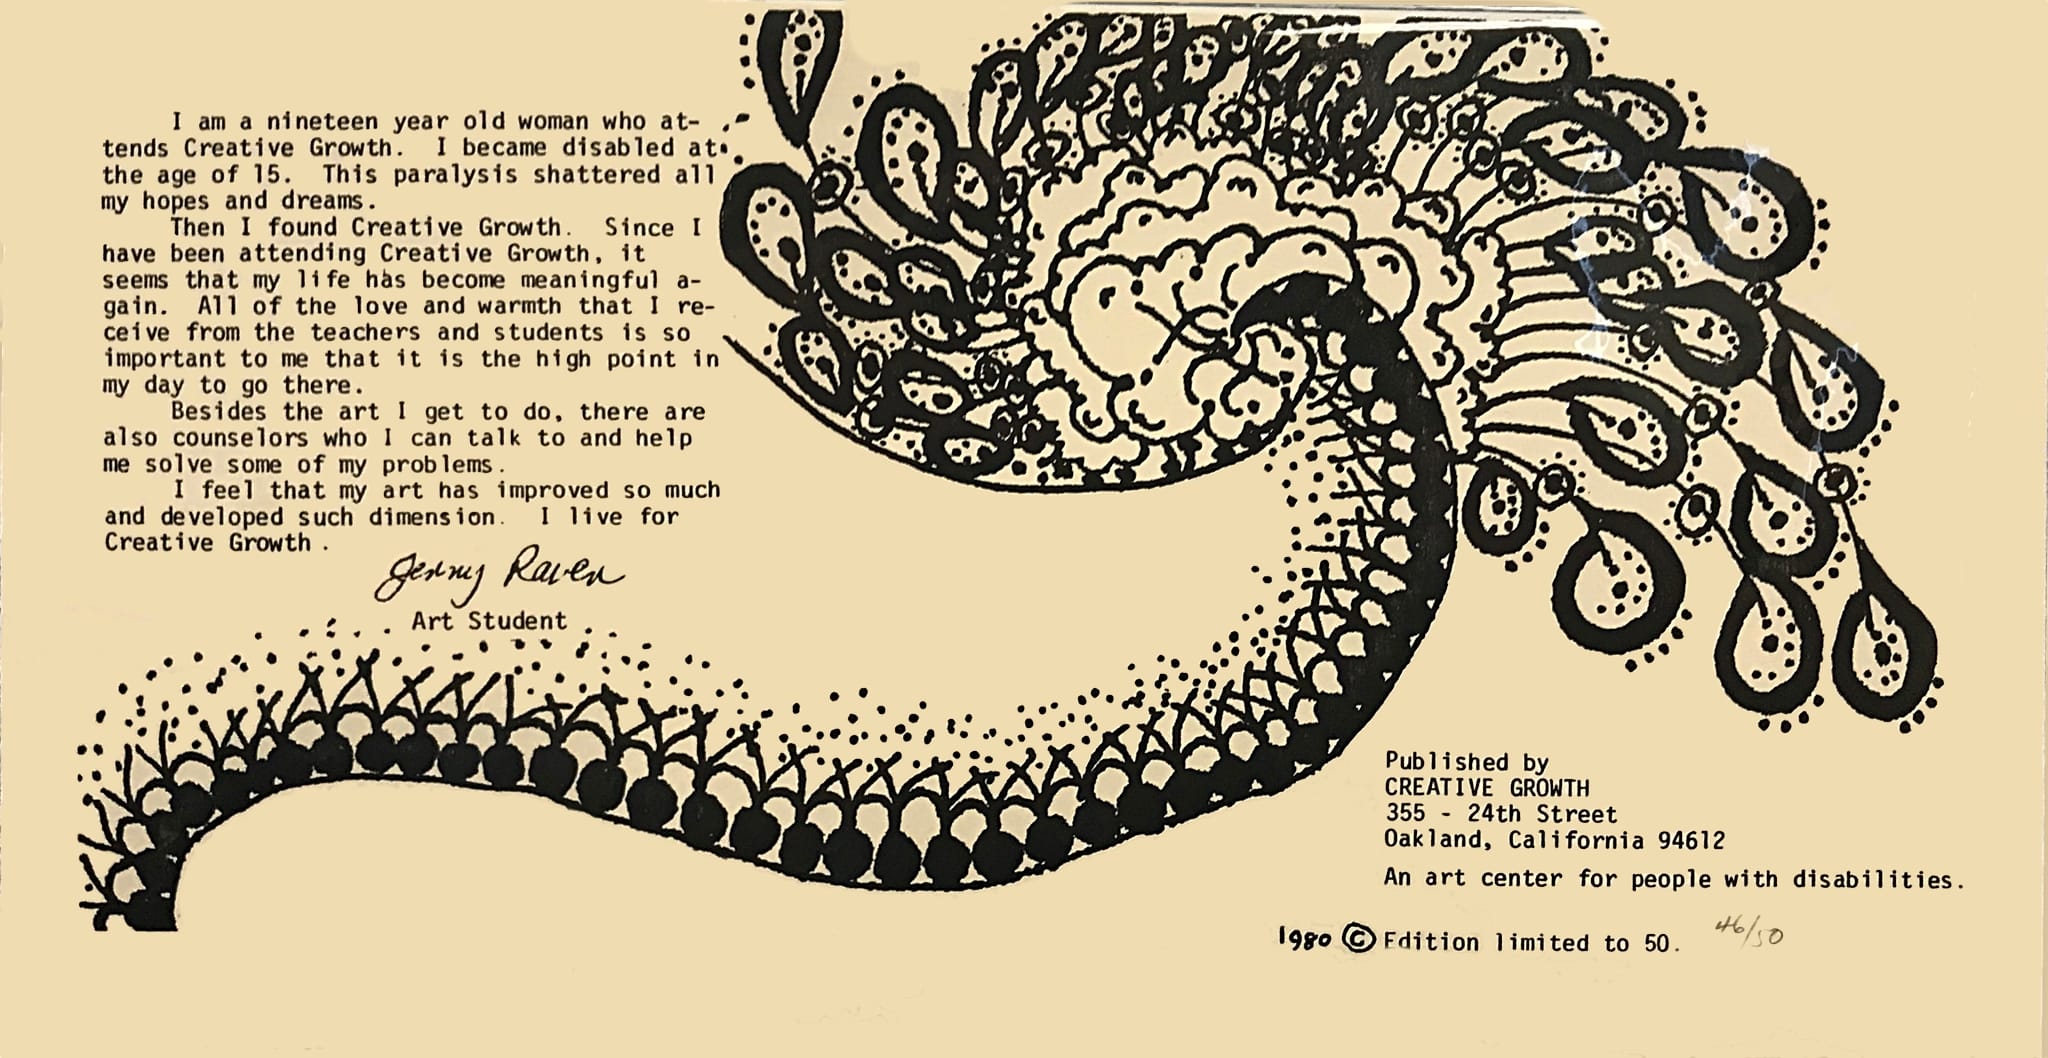 I am a nineteen year old woman who at-
tends Creative Growth. I became disabled at
the age of 15. This paralysis shattered all
my hopes and dreams.
Then I found Creative Growth. Since I
have been attending Creative Growth, it
seems that my life has become meaningful a-
gain. All of the love and warmth that I re-
ceive from the teachers and students is so
important to me that it is the high point in
my day to go there.
Besides the art I get to do, there are
also counselors who I can talk to and help
me solve some of my problems.
I feel that my art has improved so much
and developed such dimension. I live for
Creative Growth.
Jenny Raven
Art Student
Published by
CREATIVE GROWTH
355 - 24th Street
Oakland, California 94612
An art center for people with disabilities.
1980 © Edition limited to 50. 46/50